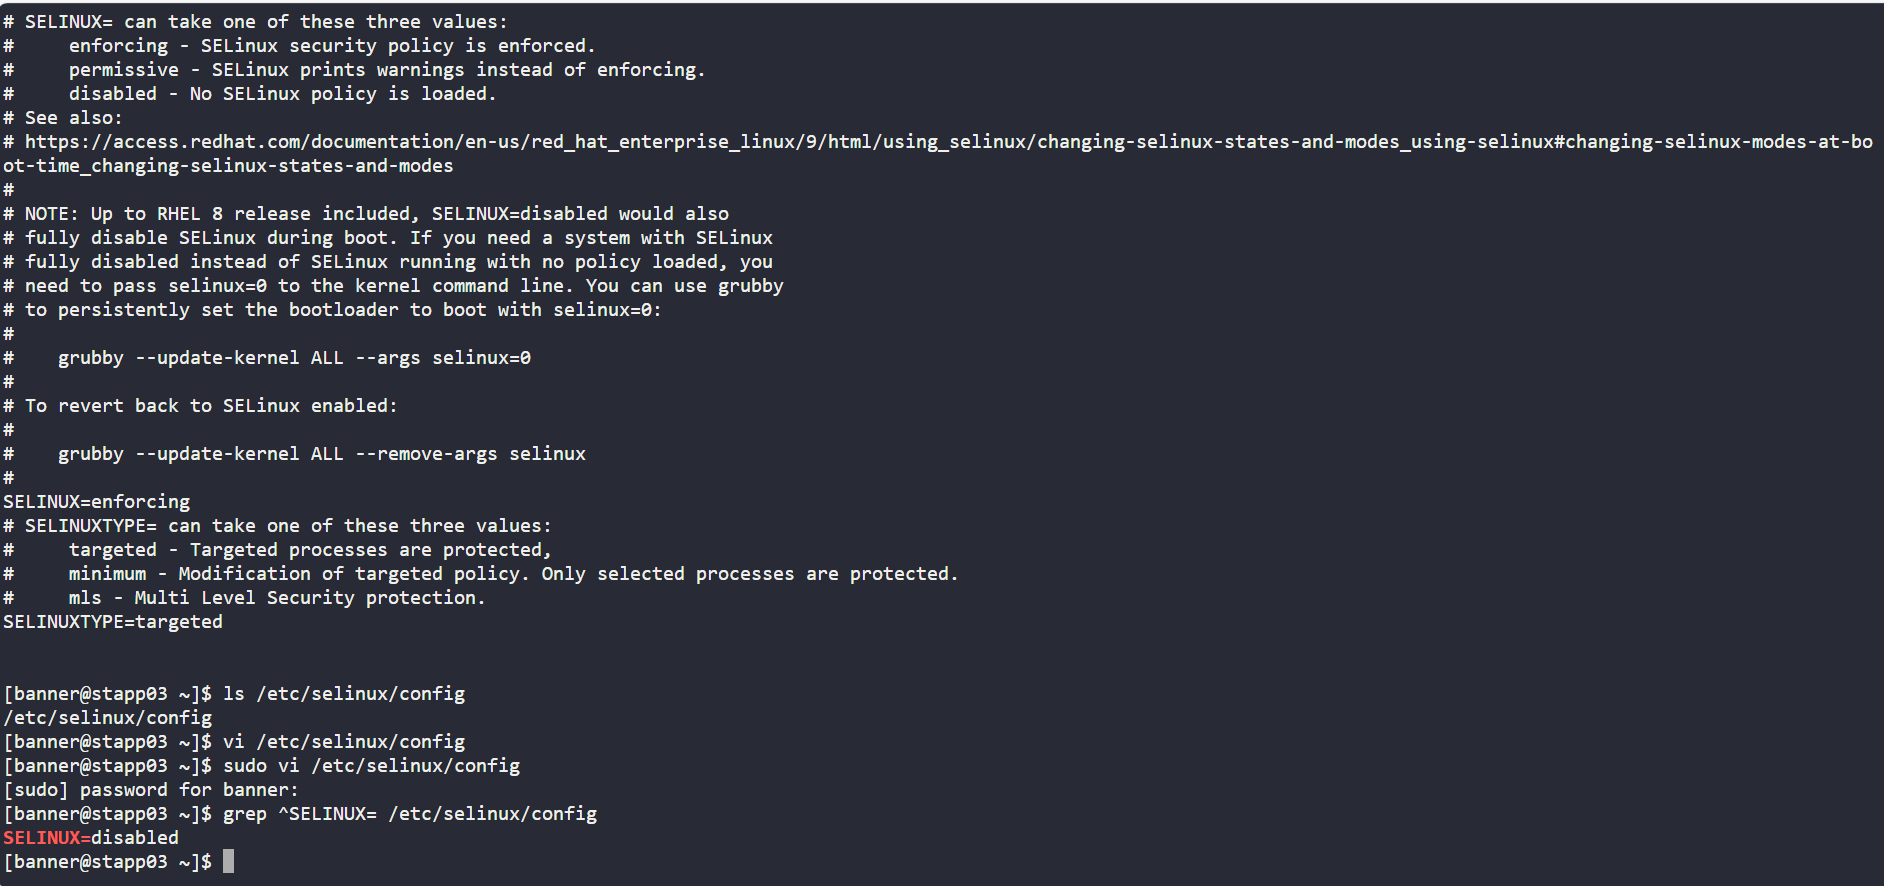 # SELINUX= can take one of these three values:
#     enforcing - SELinux security policy is enforced.
#     permissive - SELinux prints warnings instead of enforcing.
#     disabled - No SELinux policy is loaded.
# See also:
# https://access.redhat.com/documentation/en-us/red_hat_enterprise_linux/9/html/using_selinux/changing-selinux-states-and-modes_using-selinux#changing-selinux-modes-at-bo
ot-time_changing-selinux-states-and-modes
#
# NOTE: Up to RHEL 8 release included, SELINUX=disabled would also
# fully disable SELinux during boot. If you need a system with SELinux
# fully disabled instead of SELinux running with no policy loaded, you
# need to pass selinux=0 to the kernel command line. You can use grubby
# to persistently set the bootloader to boot with selinux=0:
#
#    grubby --update-kernel ALL --args selinux=0
#
# To revert back to SELinux enabled:
#
#    grubby --update-kernel ALL --remove-args selinux
#
SELINUX=enforcing
# SELINUXTYPE= can take one of these three values:
#     targeted - Targeted processes are protected,
#     minimum - Modification of targeted policy. Only selected processes are protected.
#     mls - Multi Level Security protection.
SELINUXTYPE=targeted
[banner@stapp03 ~]$ ls /etc/selinux/config
/etc/selinux/config
[banner@stapp03 ~]$ vi /etc/selinux/config
[banner@stapp03 ~]$ sudo vi /etc/selinux/config
[sudo] password for banner:
[banner@stapp03 ~]$ grep ^SELINUX= /etc/selinux/config
SELINUX=disabled
[banner@stapp03 ~]$